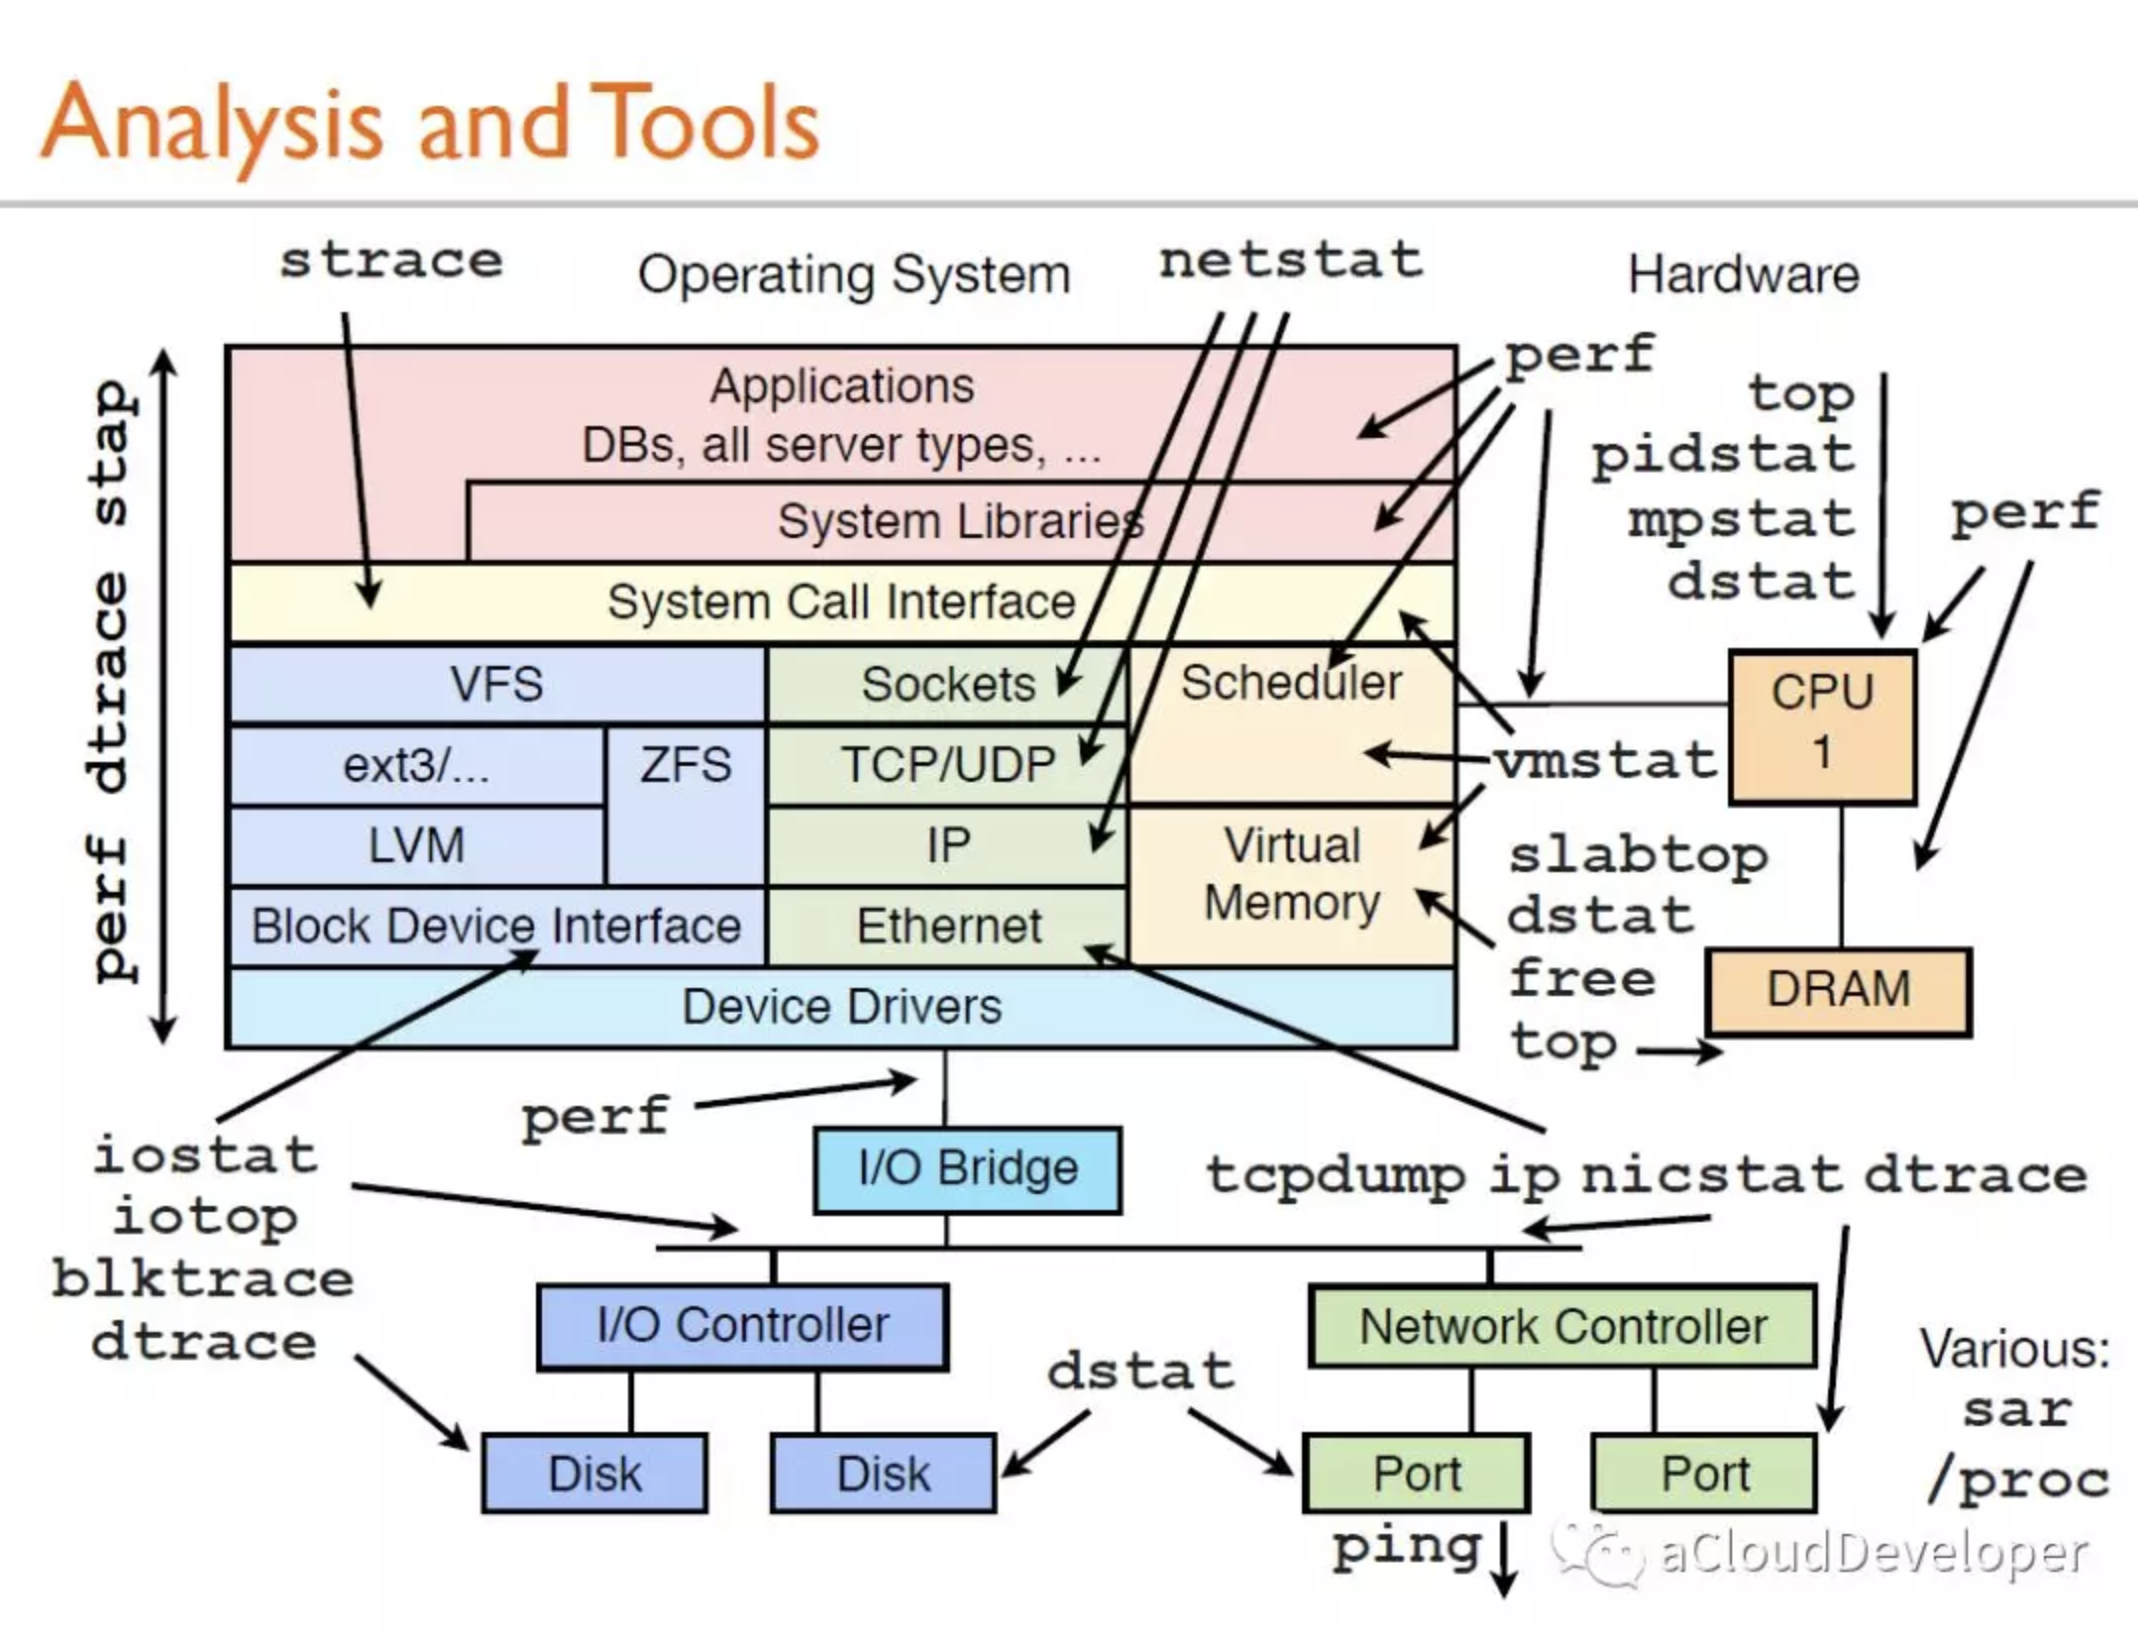 Analysis and Tools
strace
Operating System
netstat
Hardware
perf
top
pidstat
mpstat
dstat
perf
perf dtrace stap
Applications
DBs, all server types, ...
System Libraries
System Call Interface
VFS
Sockets
Scheduler
CPU
1
ext3/...
ZFS
TCP/UDP
vmstat
LVM
IP
Virtual
Memory
slabtop
dstat
free
top
Block Device Interface
Ethernet
DRAM
Device Drivers
perf
iostat
iotop
blktrace
dtrace
I/O Bridge
tcpdump ip nicstat dtrace
I/O Controller
Network Controller
dstat
Various:
sar
/proc
Disk
Disk
Port
Port
ping
aCloudDeveloper